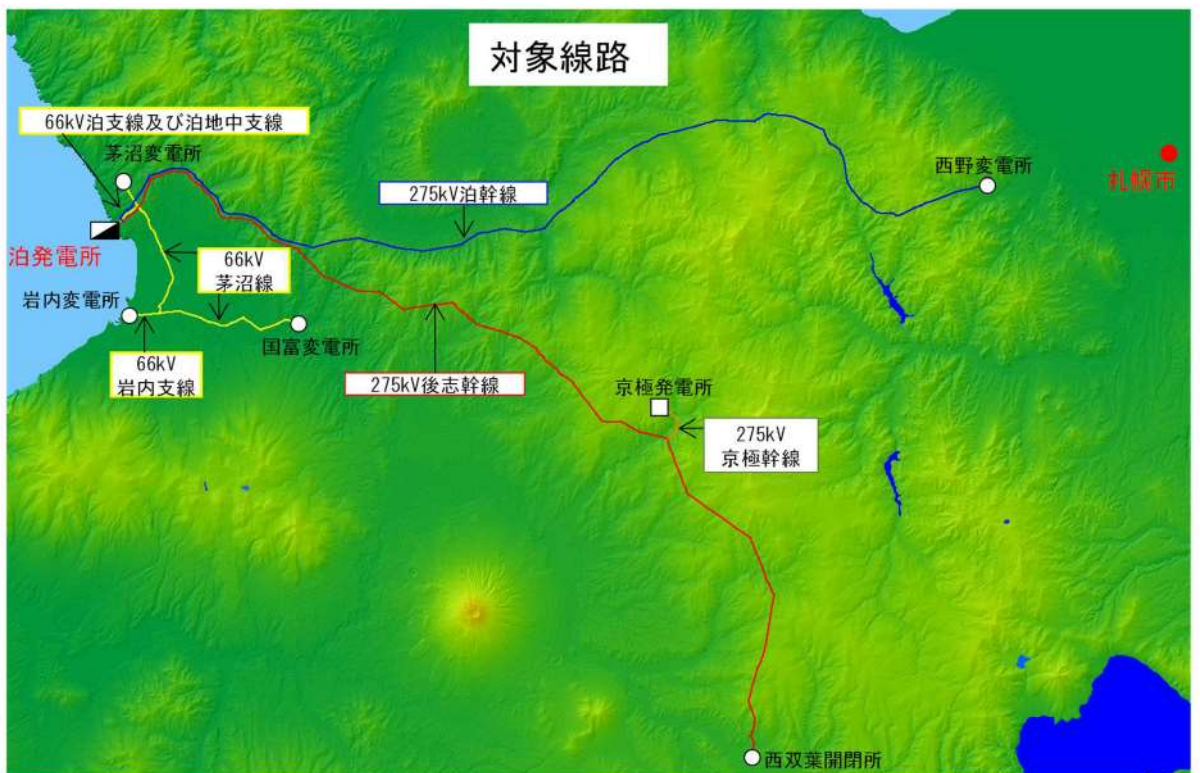 対象線路
66kV泊支線及び泊地中支線
茅沼変電所
西野変電所
札幌市
275kV泊幹線
泊発電所
66kV
茅沼線
岩内変電所
国富変電所
66kV
岩内支線
275kV後志幹線
京極発電所
275kV
京極幹線
西双葉開閉所